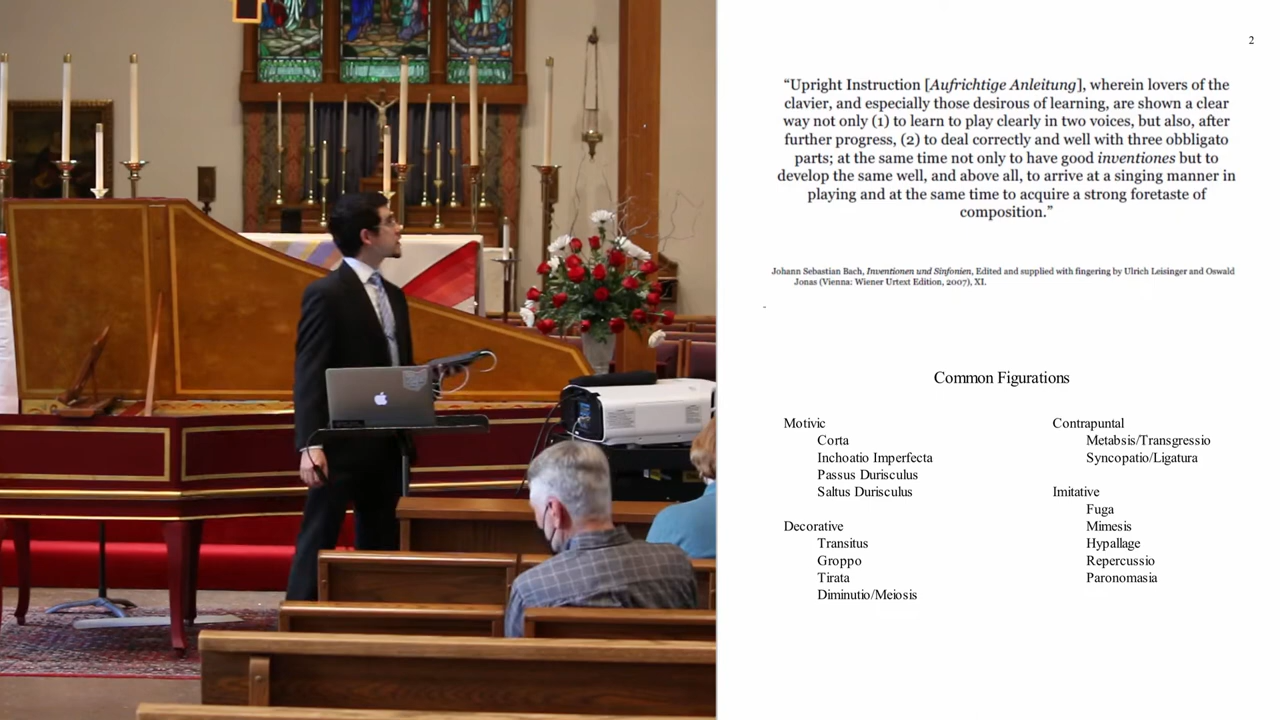 2
“Upright Instruction [Aufrichtige Anleitung], wherein lovers of the
clavier, and especially those desirous of learning, are shown a clear
way not only (1) to learn to play clearly in two voices, but also, after
further progress, (2) to deal correctly and well with three obbligato
parts; at the same time not only to have good inventiones but to
develop the same well, and above all, to arrive at a singing manner in
playing and at the same time to acquire a strong foretaste of
composition.”
Johann Sebastian Bach, Inventionen und Sinfonien, Edited and supplied with fingering by Ulrich Leisinger and Oswald
Jonas (Vienna: Wiener Urtext Edition, 2007), XI.
Common Figurations
Motivic
Corta
Inchoatio Imperfecta
Passus Durisculus
Saltus Durisculus
Decorative
Transitus
Groppo
Tirata
Diminutio/Meiosis
Contrapuntal
Metabsis/Transgressio
Syncopatio/Ligatura
Imitative
Fuga
Mimesis
Hypallage
Repercussio
Paronomasia